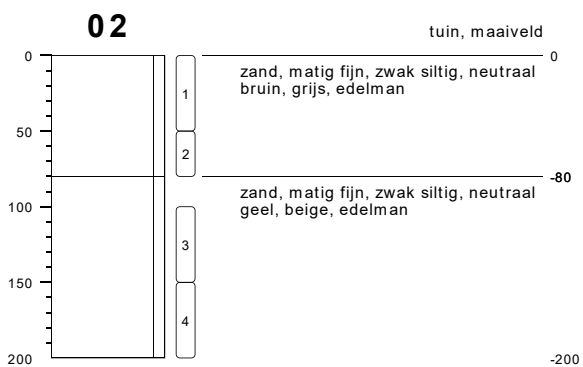 02
tuin, maaiveld
0
0
zand, matig fijn, zwak siltig, neutraal
bruin, grijs, edelman
1
50
2
-80
zand, matig fijn, zwak siltig, neutraal
geel, beige, edelman
100
3
150
4
200
-200